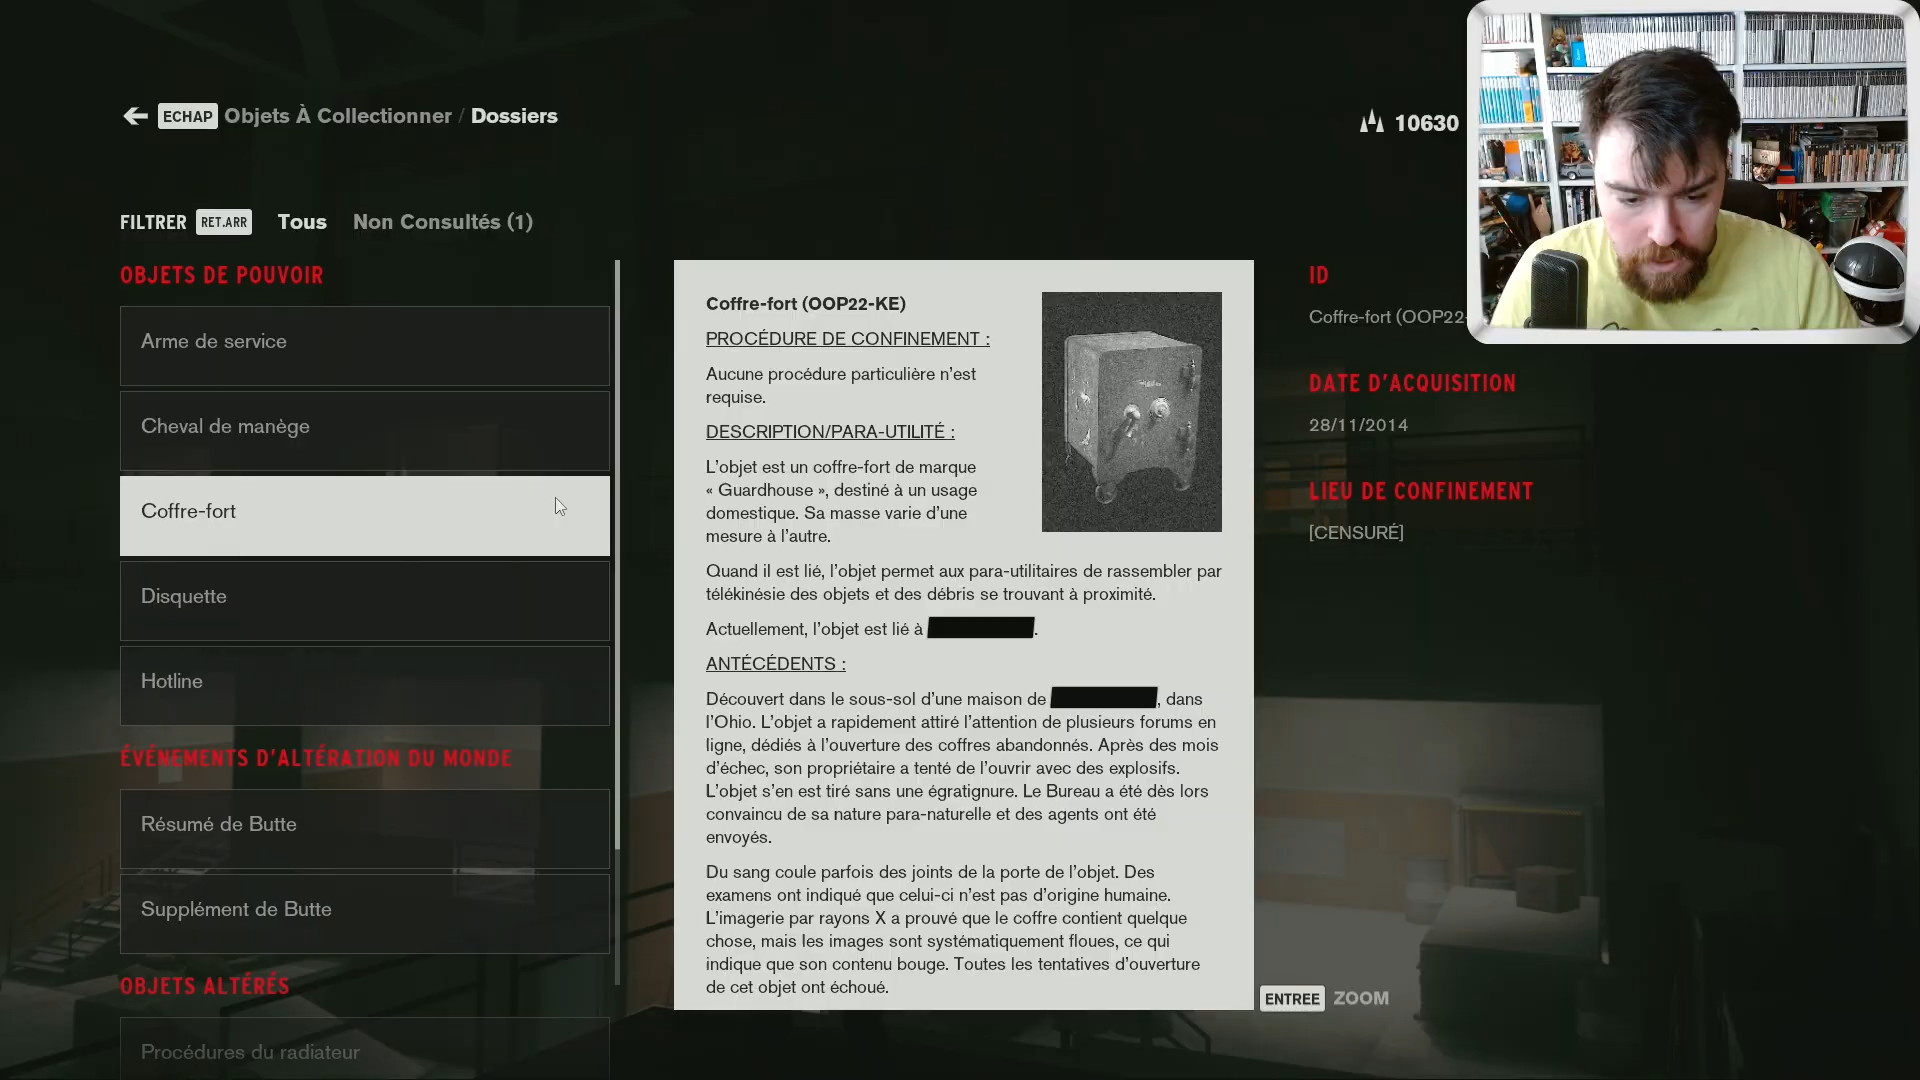 ECHAP Objets À Collectionner / Dossiers
10630
FILTRER RET.ARR Tous Non Consultés (1)
OBJETS DE POUVOIR
Arme de service
Cheval de manège
Coffre-fort
Disquette
Hotline
ÉVÉNEMENTS D'ALTÉRATION DU MONDE
Résumé de Butte
Supplément de Butte
OBJETS ALTÉRÉS
Procédures du radiateur
Coffre-fort (OOP22-KE)
PROCÉDURE DE CONFINEMENT :
Aucune procédure particulière n’est
requise.
DESCRIPTION/PARA-UTILITÉ :
L’objet est un coffre-fort de marque
« Guardhouse », destiné à un usage
domestique. Sa masse varie d’une
mesure à l’autre.
Quand il est lié, l’objet permet aux para-utilitaires de rassembler par
télékinésie des objets et des débris se trouvant à proximité.
Actuellement, l’objet est lié à .
ANTÉCÉDENTS :
Découvert dans le sous-sol d’une maison de , dans
l’Ohio. L’objet a rapidement attiré l’attention de plusieurs forums en
ligne, dédiés à l’ouverture des coffres abandonnés. Après des mois
d’échec, son propriétaire a tenté de l’ouvrir avec des explosifs.
L’objet s’en est tiré sans une égratignure. Le Bureau a été dès lors
convaincu de sa nature para-naturelle et des agents ont été
envoyés.
Du sang coule parfois des joints de la porte de l’objet. Des
examens ont indiqué que celui-ci n’est pas d’origine humaine.
L’imagerie par rayons X a prouvé que le coffre contient quelque
chose, mais les images sont systématiquement floues, ce qui
indique que son contenu bouge. Toutes les tentatives d’ouverture
de cet objet ont échoué.
ID
Coffre-fort (OOP22-
DATE D'ACQUISITION
28/11/2014
LIEU DE CONFINEMENT
[CENSURÉ]
ENTREE ZOOM